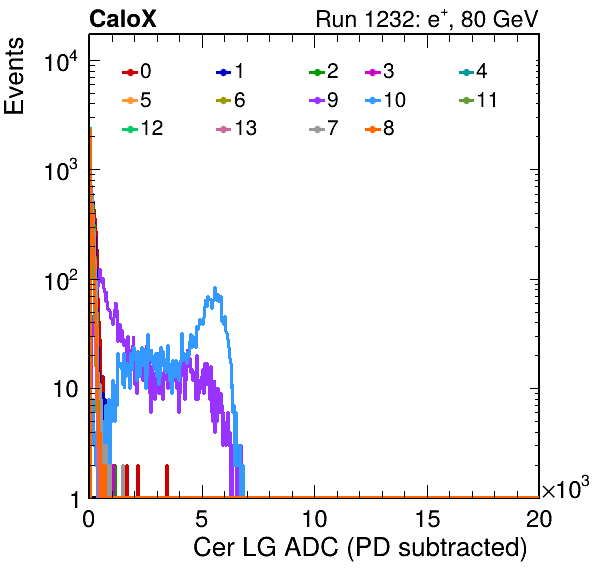 CaloX Run 1232: e⁺, 80 GeV
Events
10⁴
0 1 2 3 4
5 6 9 10 11
12 13 7 8
10³
10²
10
1
0 5 10 15 20 ×10³
Cer LG ADC (PD subtracted)